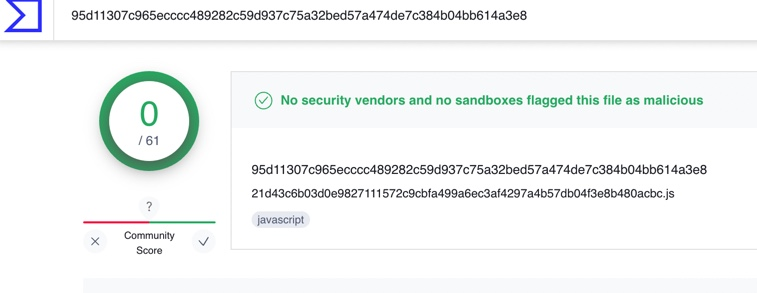 95d11307c965ecccc489282c59d937c75a32bed57a474de7c384b04bb614a3e8
0
/ 61
No security vendors and no sandboxes flagged this file as malicious
95d11307c965ecccc489282c59d937c75a32bed57a474de7c384b04bb614a3e8
21d43c6b03d0e9827111572c9cbfa499a6ec3af4297a4b57db04f3e8b480acbc.js
javascript
?
Community
Score